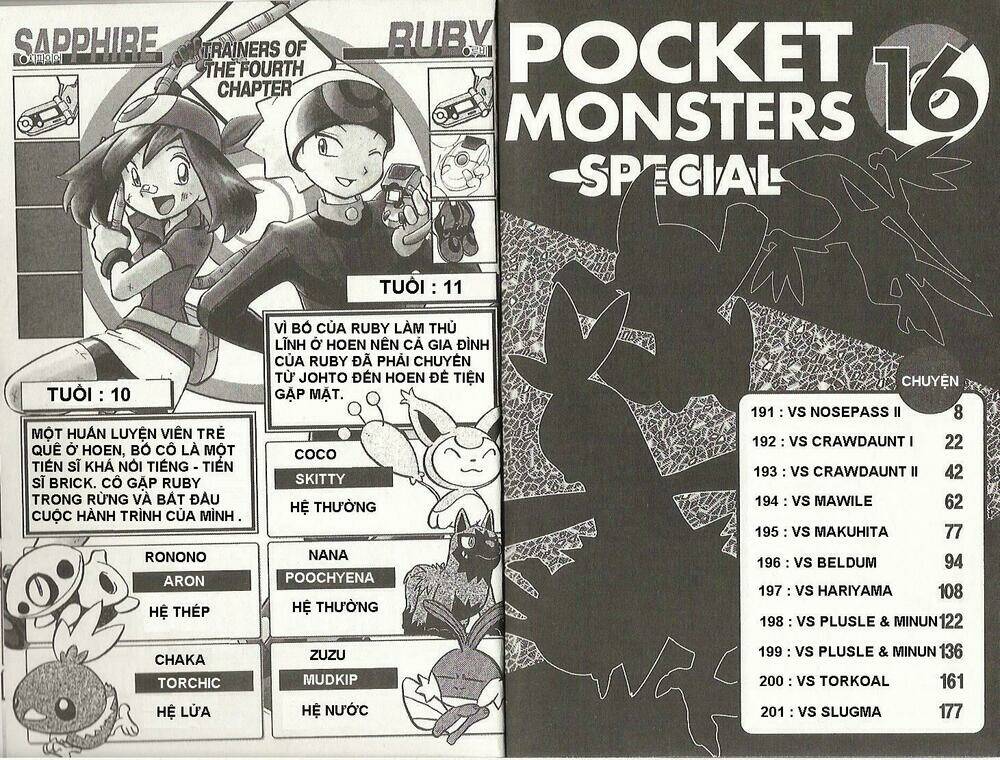 SAPPHIRE
사파이어
RUBY
루비
TRAINERS OF
THE FOURTH
CHAPTER
TUỔI : 11
VÌ BỐ CỦA RUBY LÀM THỦ
LĨNH Ở HOEN NÊN CẢ GIA ĐÌNH
CỦA RUBY ĐÃ PHẢI CHUYỂN
TỪ JOHTO ĐẾN HOEN ĐỂ TIỆN
GẶP MẶT.
TUỔI : 10
MỘT HUẤN LUYỆN VIÊN TRẺ
QUÊ Ở HOEN, BỐ CÔ LÀ MỘT
TIẾN SĨ KHÁ NỔI TIẾNG - TIẾN
SĨ BRICK. CÔ GẶP RUBY
TRONG RỪNG VÀ BẮT ĐẦU
CUỘC HÀNH TRÌNH CỦA MÌNH .
COCO
SKITTY
HỆ THƯỜNG
RONONO
ARON
HỆ THÉP
NANA
POOCHYENA
HỆ THƯỜNG
CHAKA
TORCHIC
HỆ LỬA
ZUZU
MUDKIP
HỆ NƯỚC
POCKET
MONSTERS
SPECIAL
16
CHUYỆN
191 : VS NOSEPASS II 8
192 : VS CRAWDAUNT I 22
193 : VS CRAWDAUNT II 42
194 : VS MAWILE 62
195 : VS MAKUHITA 77
196 : VS BELDUM 94
197 : VS HARIYAMA 108
198 : VS PLUSLE & MINUN 122
199 : VS PLUSLE & MINUN 136
200 : VS TORKOAL 161
201 : VS SLUGMA 177